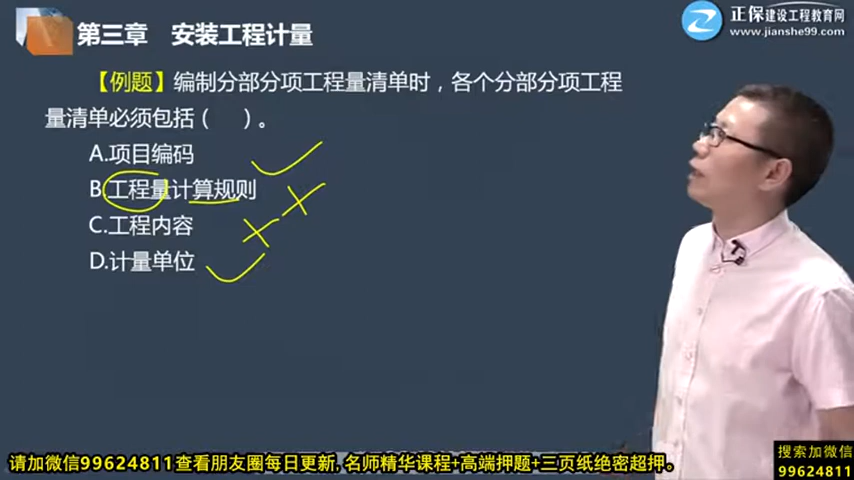 第三章 安装工程计量
正保建设工程教育网
www.jianshe99.com
【例题】编制分部分项工程量清单时，各个分部分项工程
量清单必须包括（ ）。
A.项目编码
B.工程量计算规则
C.工程内容
D.计量单位
请加微信99624811查看朋友圈每日更新,名师精华课程+高端押题+三页纸绝密超押。
搜索加微信
99624811